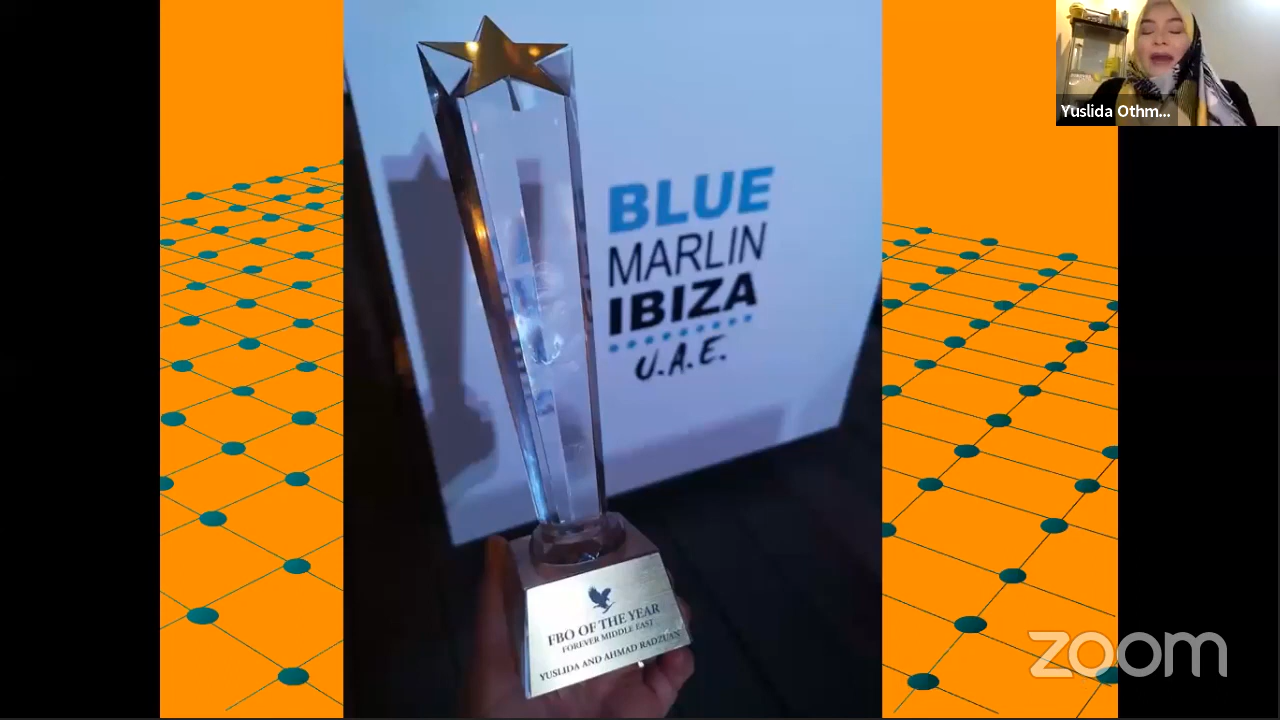 Yuslida Othm...
BLUE
MARLIN
IBIZA
U.A.E.
FBO OF THE YEAR
FOREVER MIDDLE EAST
YUSLIDA AND AHMAD RADZUAN
zoom